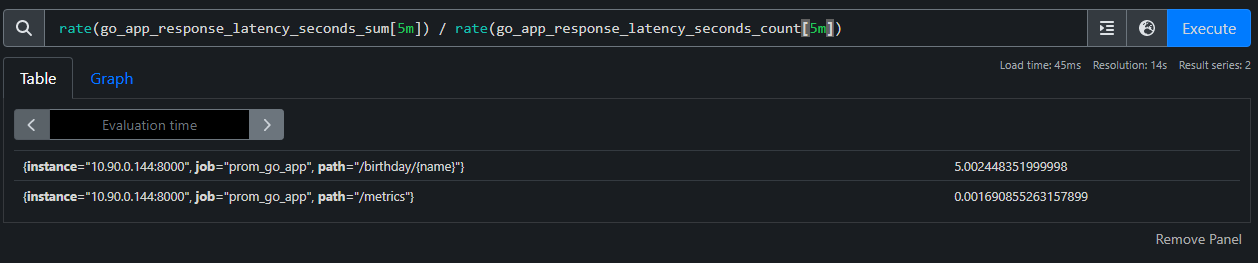 rate(go_app_response_latency_seconds_sum[5m]) / rate(go_app_response_latency_seconds_count[5m])
Execute
Table
Graph
Load time: 45ms Resolution: 14s Result series: 2
Evaluation time
{instance="10.90.0.144:8000", job="prom_go_app", path="/birthday/{name}"} 5.002448351999998
{instance="10.90.0.144:8000", job="prom_go_app", path="/metrics"} 0.001690855263157899
Remove Panel